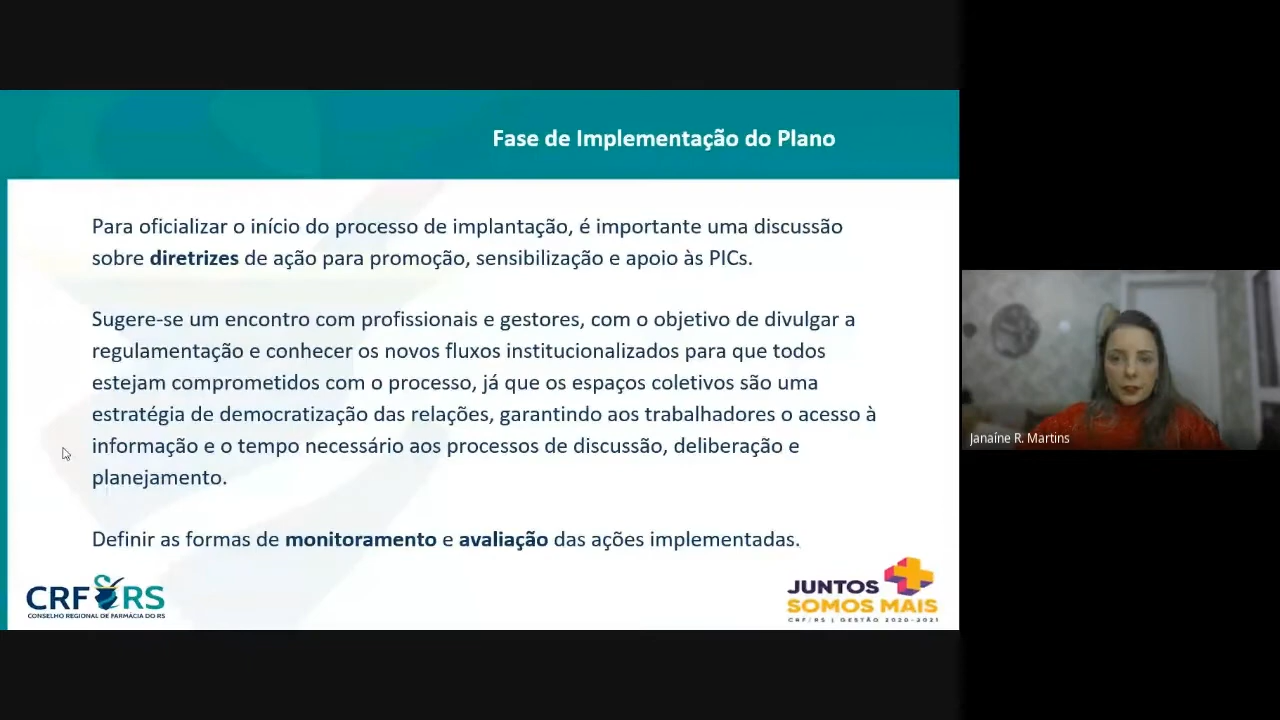 Fase de Implementação do Plano
Para oficializar o início do processo de implantação, é importante uma discussão
sobre diretrizes de ação para promoção, sensibilização e apoio às PICs.
Sugere-se um encontro com profissionais e gestores, com o objetivo de divulgar a
regulamentação e conhecer os novos fluxos institucionalizados para que todos
estejam comprometidos com o processo, já que os espaços coletivos são uma
estratégia de democratização das relações, garantindo aos trabalhadores o acesso à
informação e o tempo necessário aos processos de discussão, deliberação e
planejamento.
Definir as formas de monitoramento e avaliação das ações implementadas.
CRF RS
CONSELHO REGIONAL DE FARMÁCIA DO RS
JUNTOS
SOMOS MAIS
CRF/RS | GESTÃO 2020-2021
Janaíne R. Martins